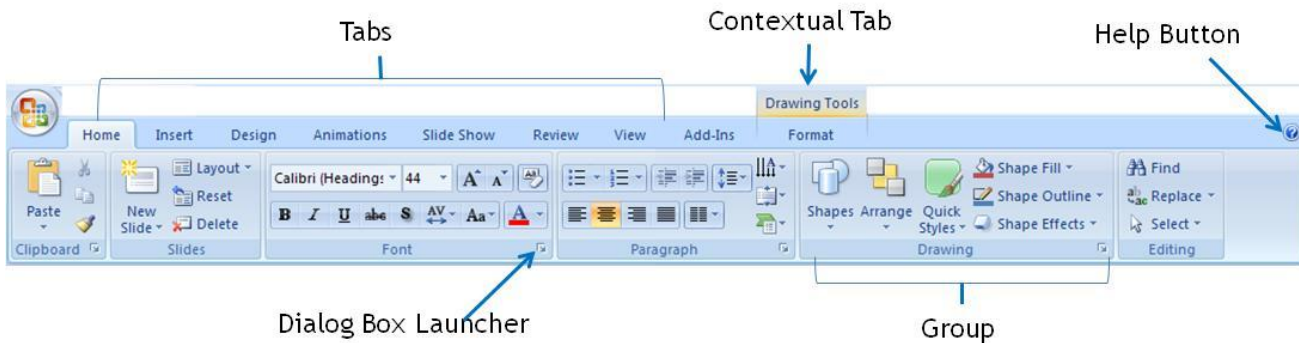 Tabs
Contextual Tab
Help Button
Drawing Tools
Home Insert Design Animations Slide Show Review View Add-Ins Format
Paste
New Slide
Layout
Reset
Delete
Calibri (Headings 44
A A
B I U abc S AV Aa A
Shapes Arrange Quick Styles
Shape Fill
Shape Outline
Shape Effects
Find
Replace
Select
Clipboard Slides Font Paragraph Drawing Editing
Dialog Box Launcher
Group